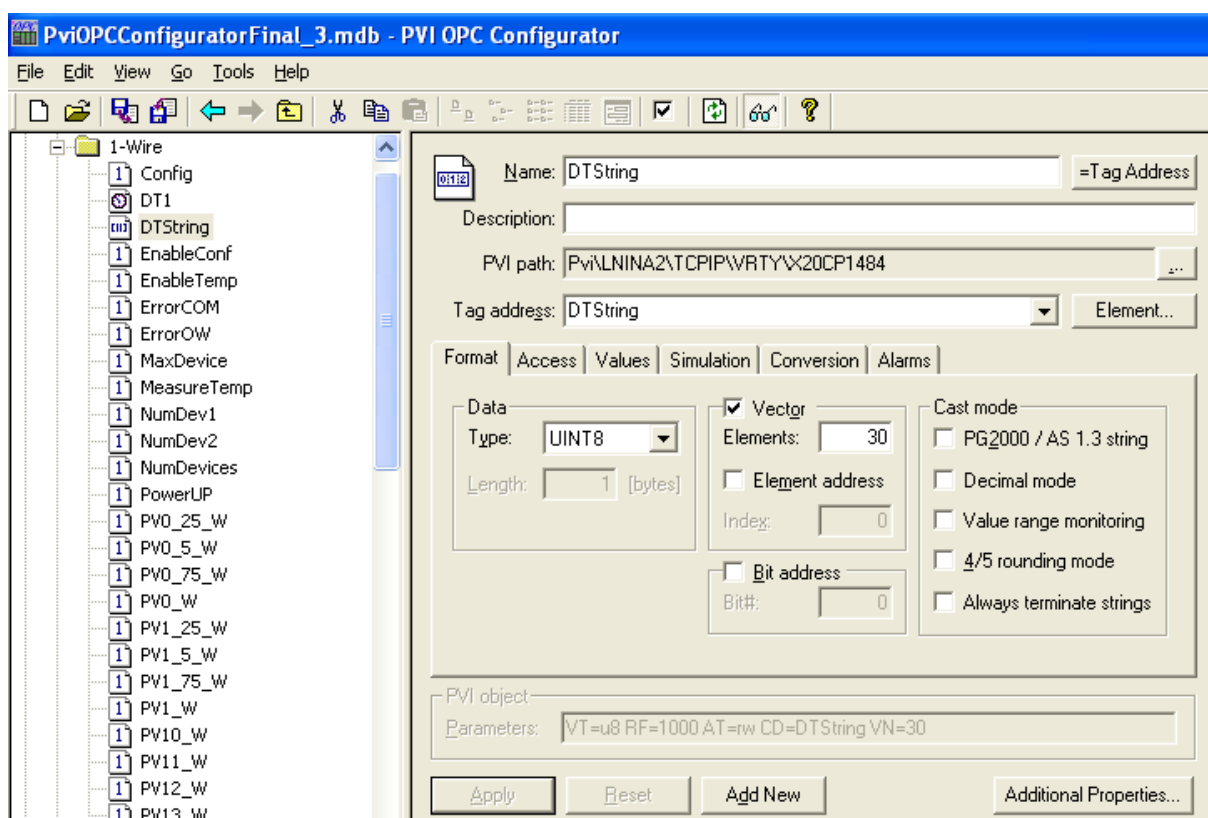 PviOPCConfiguratorFinal_3.mdb - PVI OPC Configurator
File Edit View Go Tools Help
1-Wire
Config
DT1
DTString
EnableConf
EnableTemp
ErrorCOM
ErrorOW
MaxDevice
MeasureTemp
NumDev1
NumDev2
NumDevices
PowerUP
PV0_25_W
PV0_5_W
PV0_75_W
PV0_W
PV1_25_W
PV1_5_W
PV1_75_W
PV1_W
PV10_W
PV11_W
PV12_W
PV13_W
Name: DTString =Tag Address
Description:
PVI path: Pvi\LNINA2\TCPIP\VRTY\X20CP1484 ...
Tag address: DTString Element...
Format Access Values Simulation Conversion Alarms
Data
Type: UINT8
Length: 1 [bytes]
Vector
Elements: 30
Element address
Index: 0
Bit address
Bit#: 0
Cast mode
PG2000 / AS 1.3 string
Decimal mode
Value range monitoring
4/5 rounding mode
Always terminate strings
PVI object
Parameters: VT=u8 RF=1000 AT=rw CD=DTString VN=30
Apply Reset Add New Additional Properties...